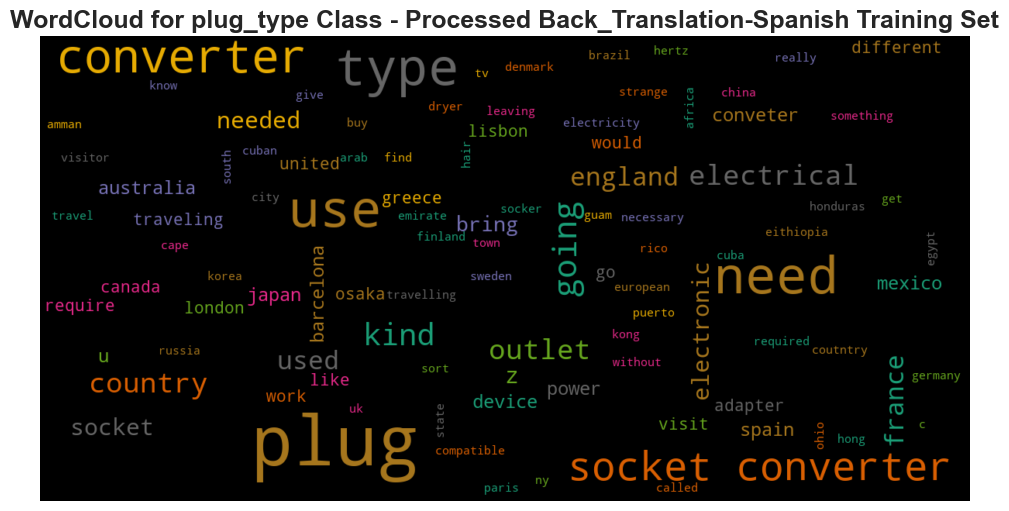 WordCloud for plug_type Class - Processed Back_Translation-Spanish Training Set
converter
type
different
hertz
brazil
really
denmark
tv
know
give
strange
china
dryer
leaving
africa
conveter
something
needed
buy
amman
lisbon
electricity
would
hair
cuban
arab
find
visitor
south
united
england
electrical
australia
city
greece
use
emirate
socker
guam
necessary
get
honduras
travel
traveling
bring
finland
town
going
eithiopia
egypt
cape
rico
cuba
korea
sweden
go
need
canada
japan
barcelona
osaka
travelling
european
electronic
mexico
require
london
puerto
kind
kong
required
outlet
without
coutntry
u
russia
used
sort
z
france
germany
country
like
power
work
device
adapter
uk
state
visit
spain
ohio
hong
c
socket
plug
compatible
socket converter
paris
ny
called